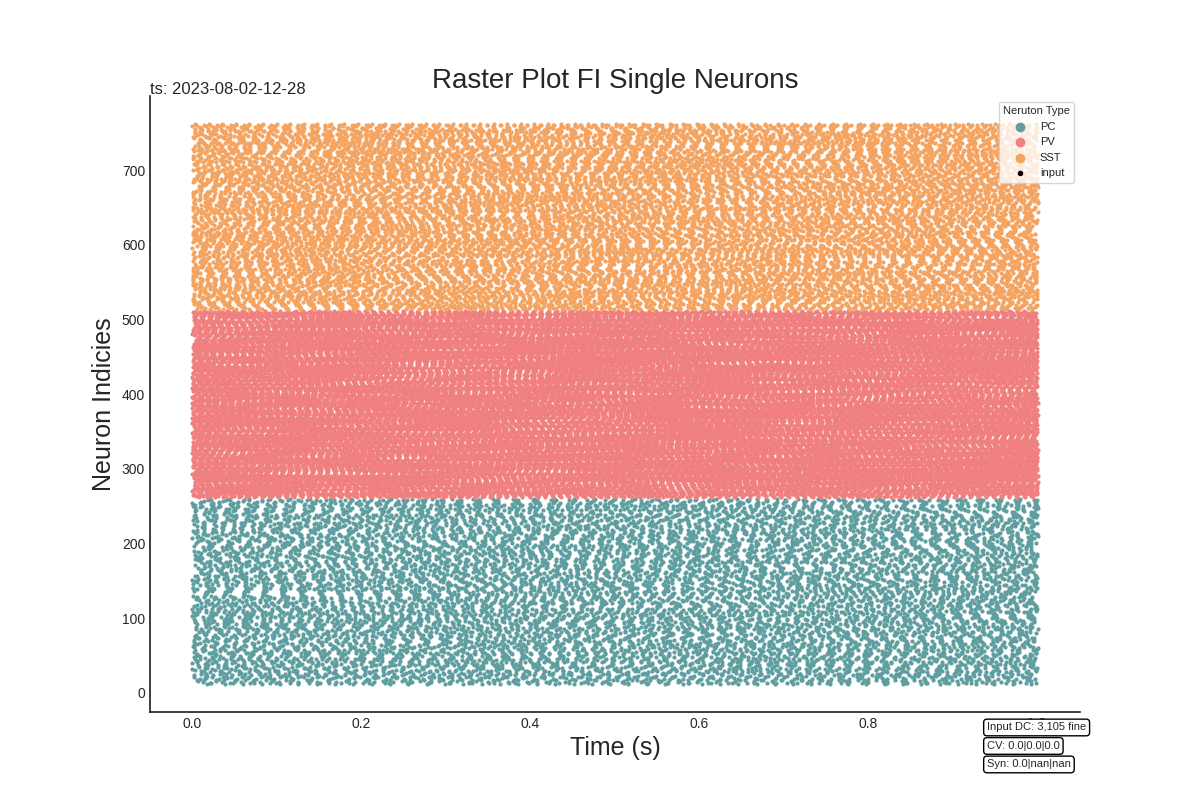 Raster Plot FI Single Neurons
ts: 2023-08-02-12-28
Neruton Type
PC
PV
SST
input
Neuron Indicies
700
600
500
400
300
200
100
0
0.0 0.2 0.4 0.6 0.8
Time (s)
Input DC: 3,105 fine
CV: 0.0|0.0|0.0
Syn: 0.0|nan|nan